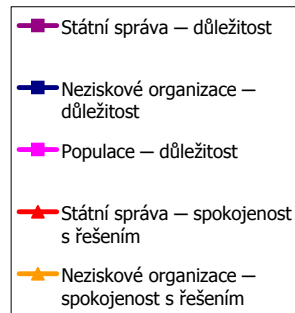 Státní správa — důležitost
Neziskové organizace —
důležitost
Populace — důležitost
Státní správa — spokojenost
s řešením
Neziskové organizace —
spokojenost s řešením